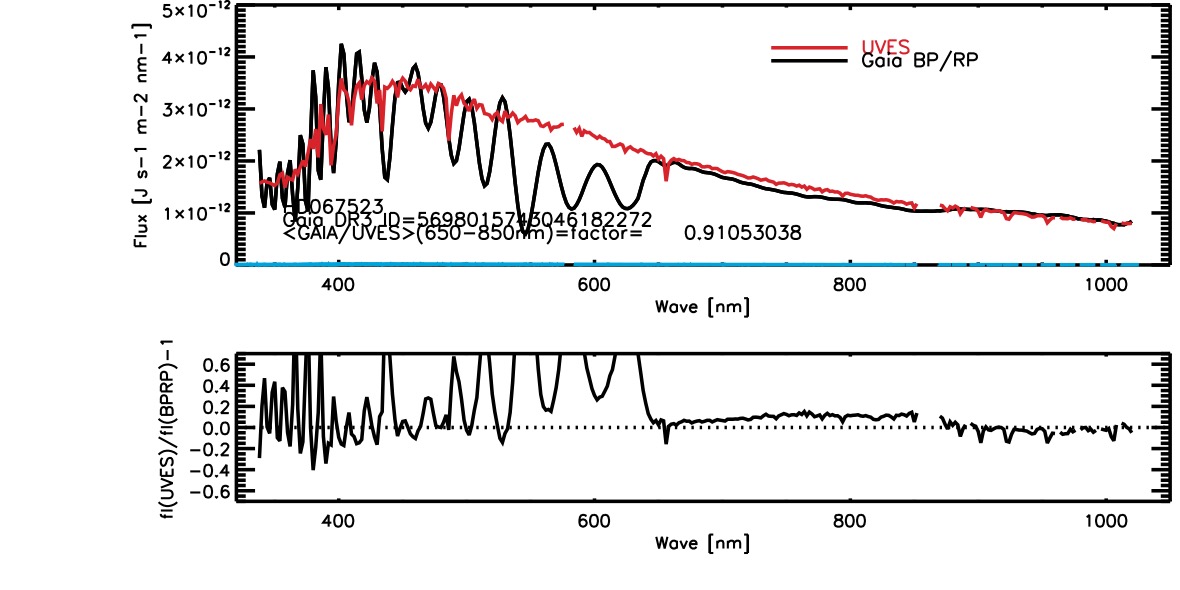 5×10⁻¹²
4×10⁻¹²
3×10⁻¹²
2×10⁻¹²
1×10⁻¹²
0
Flux [J s−1 m−2 nm−1]
UVES
Gaia BP/RP
HD067523
Gaia DR3 ID=5698015743046182272
<GAIA/UVES>(650−850nm)=factor= 0.91053038
400 600 800 1000
Wave [nm]
fl(UVES)/fl(BPRP)−1
0.6
0.4
0.2
0.0
−0.2
−0.4
−0.6
400 600 800 1000
Wave [nm]